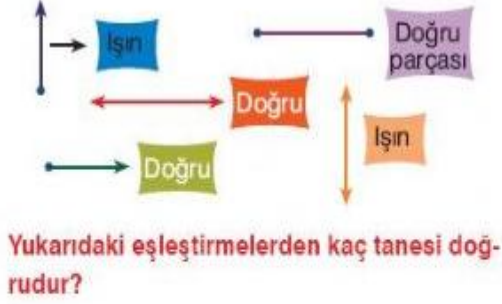 Işın
Doğru
parçası
Doğru
Işın
Doğru
Yukarıdaki eşleştirmelerden kaç tanesi doğ-
rudur?